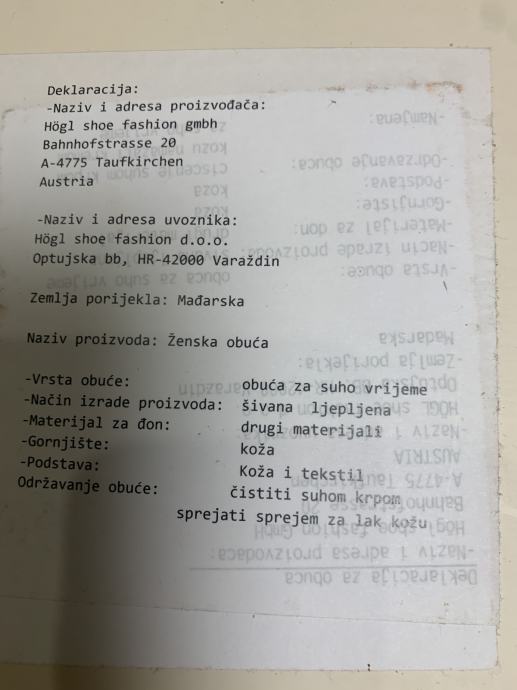 Deklaracija:
-Naziv i adresa proizvođača:
Högl shoe fashion gmbh
Bahnhofstrasse 20
A-4775 Taufkirchen
Austria
-Naziv i adresa uvoznika:
Högl shoe fashion d.o.o.
Optujska bb, HR-42000 Varaždin
Zemlja porijekla: Mađarska
Naziv proizvoda: Ženska obuća
-Vrsta obuće: obuća za suho vrijeme
-Način izrade proizvoda: šivana ljepljena
-Materijal za đon: drugi materijali
-Gornjište: koža
-Podstava: Koža i tekstil
Održavanje obuće: čistiti suhom krpom
sprejati sprejem za lak kožu